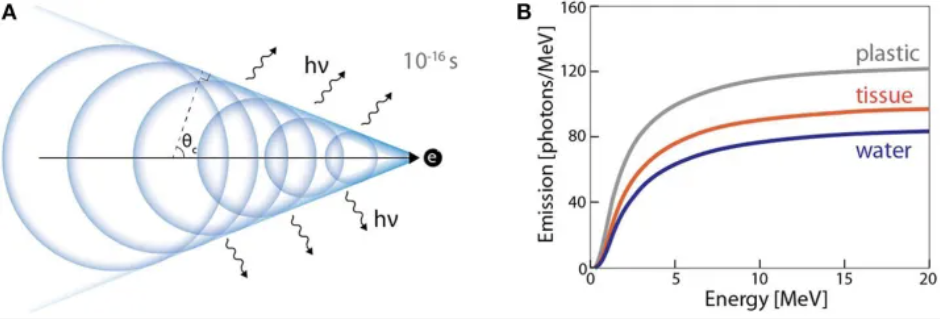 A
hν
10⁻¹⁶ s
θc
e
hν
B
160
120
80
40
0
Emission [photons/MeV]
plastic
tissue
water
0 5 10 15 20
Energy [MeV]